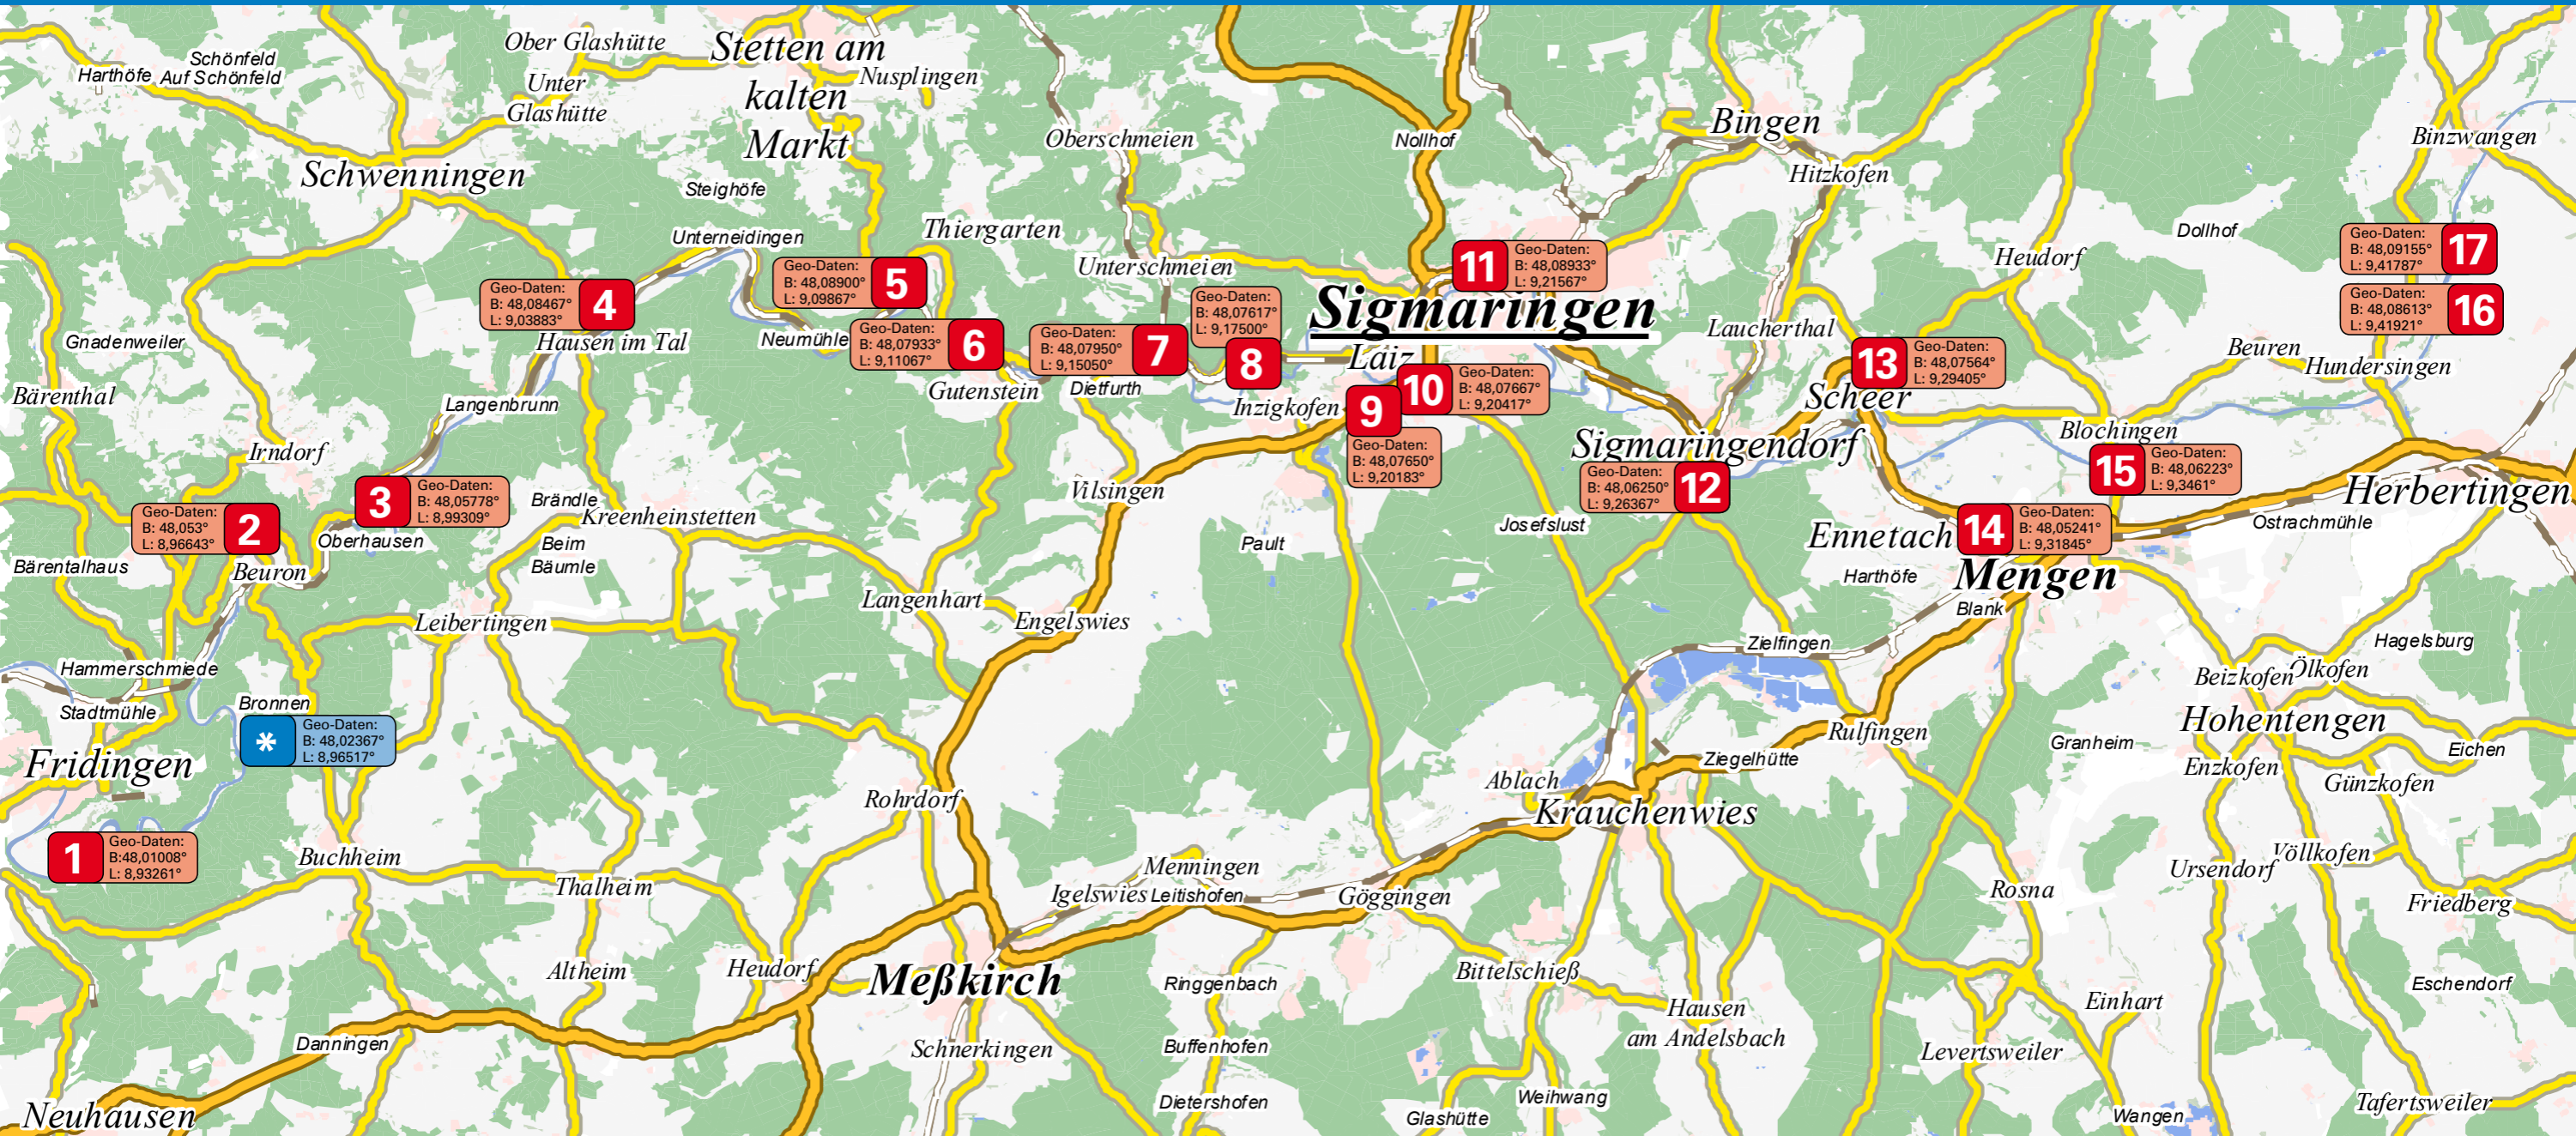 Schönfeld
Harthöfe
Auf Schönfeld
Ober Glashütte
Unter
Glashütte
Stetten am
kalten
Markt
Nusplingen
Oberschmeien
Nollhof
Bingen
Hitzkofen
Binzwangen
Schwenningen
Steighöfe
Unterneidingen
Thiergarten
Unterschmeien
Dollhof
Heudorf
Geo-Daten:
B: 48,09155°
L: 9,41787°
17
Geo-Daten:
B: 48,08613°
L: 9,41921°
16
11
Geo-Daten:
B: 48,08933°
L: 9,21567°
Geo-Daten:
B: 48,08900°
L: 9,09867°
5
Geo-Daten:
B: 48,08467°
L: 9,03883°
4
Hausen im Tal
Neumühle
Geo-Daten:
B: 48,07933°
L: 9,11067°
6
Gutenstein
Geo-Daten:
B: 48,07950°
L: 9,15050°
7
Dietfurth
Geo-Daten:
B: 48,07617°
L: 9,17500°
8
Sigmaringen
Laiz
Inzigkofen
9
Geo-Daten:
B: 48,07650°
L: 9,20183°
10
Geo-Daten:
B: 48,07667°
L: 9,20417°
Laucherthal
13
Geo-Daten:
B: 48,07564°
L: 9,29405°
Scheer
Beuren
Hundersingen
Gnadenweiler
Bärenthal
Langenbrunn
Irndorf
Sigmaringendorf
Geo-Daten:
B: 48,06250°
L: 9,26367°
12
Blochingen
15
Geo-Daten:
B: 48,06223°
L: 9,3461°
Herbertingen
Ostrachmühle
3
Geo-Daten:
B: 48,05778°
L: 8,99309°
Oberhausen
Geo-Daten:
B: 48,053°
L: 8,96643°
2
Beuron
Bärentalhaus
Brändle
Kreenheinstetten
Beim
Bäumle
Vilsingen
Pault
Josefslust
Ennetach
14
Geo-Daten:
B: 48,05241°
L: 9,31845°
Mengen
Harthöfe
Blank
Leibertingen
Langenhart
Engelswies
Zielfingen
Hagelsburg
Beizkofen
Ölkofen
Hammerschmiede
Stadtmühle
Bronnen
*
Geo-Daten:
B: 48,02367°
L: 8,96517°
Fridingen
Hohentengen
Rulfingen
Granheim
Eichen
Enzkofen
Günzkofen
Ziegelhütte
Ablach
Krauchenwies
Rohrdorf
1
Geo-Daten:
B:48,01008°
L: 8,93261°
Buchheim
Thalheim
Menningen
Igelswies
Leitishofen
Göggingen
Völlkofen
Ursendorf
Rosna
Friedberg
Altheim
Heudorf
Meßkirch
Ringgenbach
Bittelschieß
Eschendorf
Hausen
am Andelsbach
Einhart
Danningen
Schnerkingen
Buffenhofen
Levertsweiler
Neuhausen
Dietershofen
Glashütte
Weihwang
Wangen
Tafertsweiler